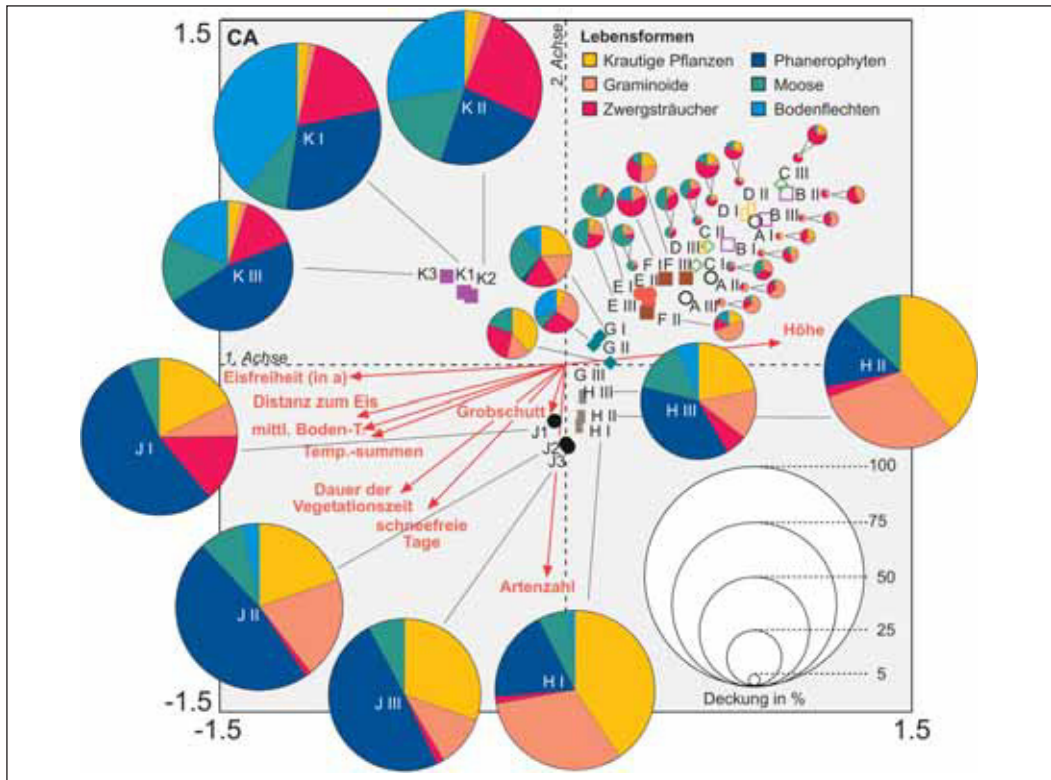 1.5
CA
2. Achse
Lebensformen
Krautige Pflanzen
Phanerophyten
Graminoide
Moose
Zwergsträucher
Bodenflechten
K I
K II
K III
K3
K1
K2
C III
D II
B II
D I
B III
A I
C II
B I
D III
C I
F I
F III
E I
E II
A II
E III
A III
F II
G I
G II
Höhe
1. Achse
Eisfreiheit (in a)
Distanz zum Eis
Grobschutt
mittl. Boden-T.
Temp.-summen
G III
H III
H II
H I
H III
H II
J I
J1
J2
J3
Dauer der
Vegetationszeit
schneefreie
Tage
Artenzahl
J II
J III
H I
100
75
50
25
5
Deckung in %
-1.5
-1.5
1.5